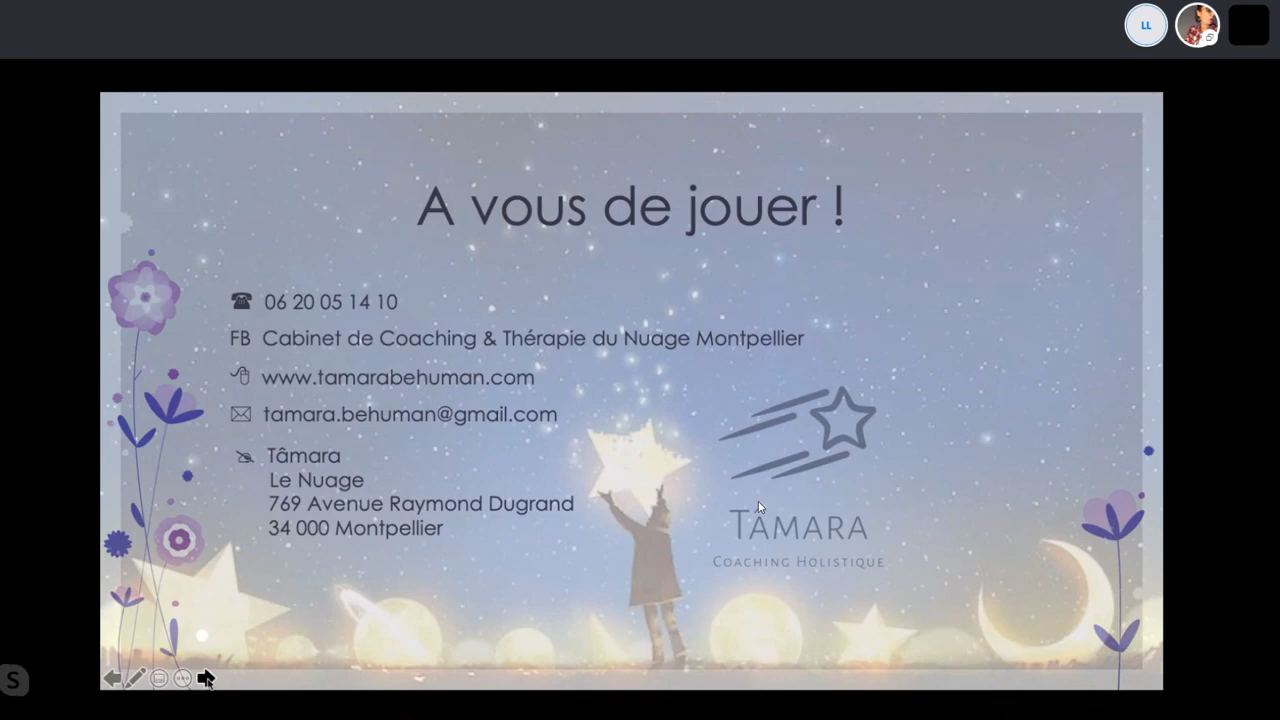 LL
A vous de jouer !
06 20 05 14 10
FB Cabinet de Coaching & Thérapie du Nuage Montpellier
www.tamarabehuman.com
tamara.behuman@gmail.com
Tâmara
Le Nuage
769 Avenue Raymond Dugrand
34 000 Montpellier
TÂMARA
COACHING HOLISTIQUE
S